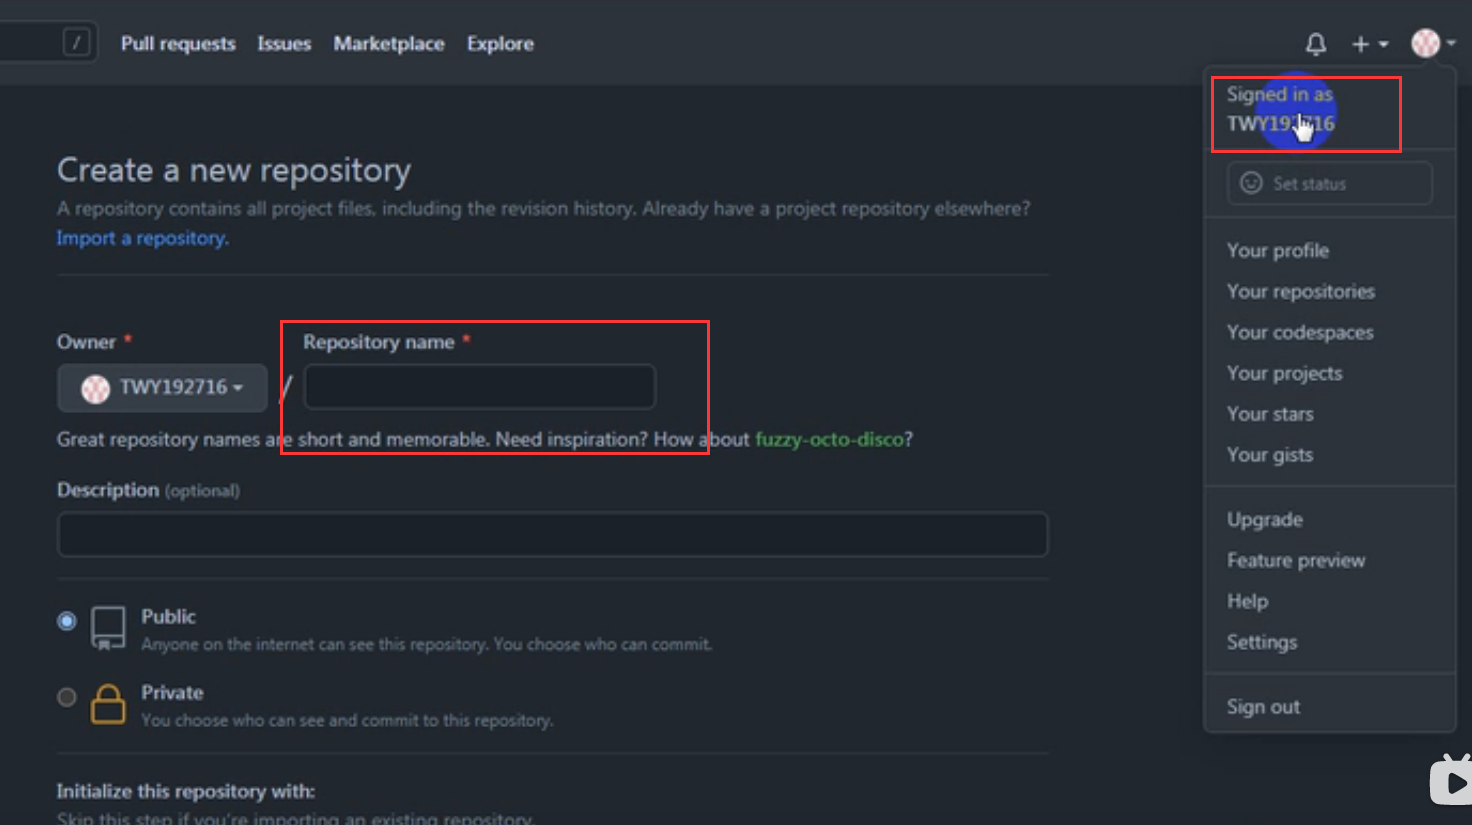 / Pull requests Issues Marketplace Explore
Signed in as
TWY192716
Set status
Your profile
Your repositories
Your codespaces
Your projects
Your stars
Your gists
Upgrade
Feature preview
Help
Settings
Sign out
Create a new repository
A repository contains all project files, including the revision history. Already have a project repository elsewhere?
Import a repository.
Owner * Repository name *
TWY192716 /
Great repository names are short and memorable. Need inspiration? How about fuzzy-octo-disco?
Description (optional)
Public
Anyone on the internet can see this repository. You choose who can commit.
Private
You choose who can see and commit to this repository.
Initialize this repository with:
Skip this step if you're importing an existing repository.